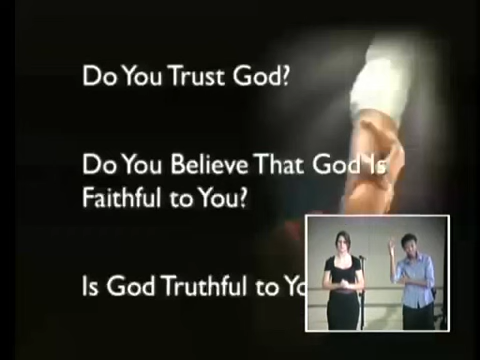 Do You Trust God?
Do You Believe That God Is
Faithful to You?
Is God Truthful to Yo